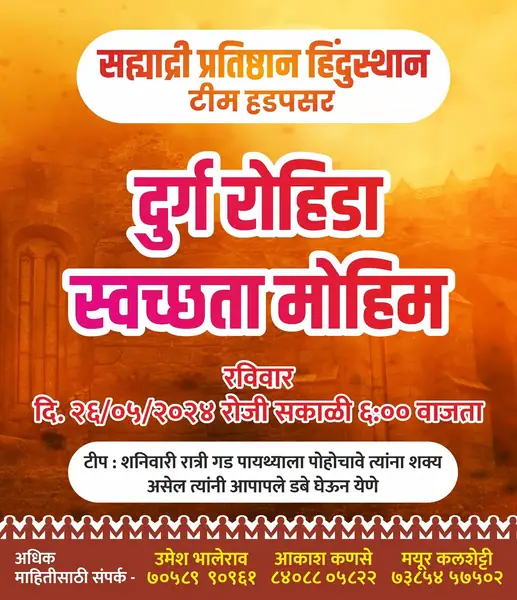 सह्याद्री प्रतिष्ठान हिंदुस्थान
टीम हडपसर
दुर्ग रोहिडा
स्वच्छता मोहिम
रविवार
दि. २६/०५/२०२४ रोजी सकाळी ६:०० वाजता
टीप : शनिवारी रात्री गड पायथ्याला पोहोचावे त्यांना शक्य
असेल त्यांनी आपापले डबे घेऊन येणे
अधिक उमेश भालेराव आकाश कणसे मयूर कलशेट्टी
माहितीसाठी संपर्क - ७०५८९ ९०९६१ ८४०८८ ०५८२२ ७३८५४ ५७५०२